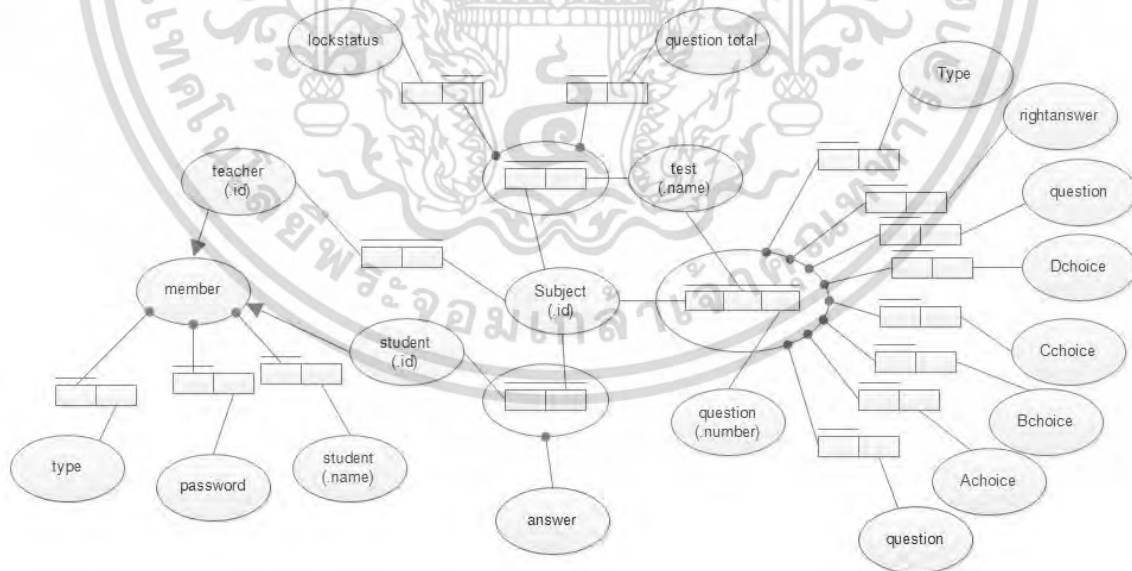 lockstatus
question total
Type
rightanswer
teacher
(.id)
test
(.name)
question
Dchoice
member
Subject
(.id)
student
(.id)
Cchoice
question
(.number)
Bchoice
type
password
student
(.name)
Achoice
answer
question